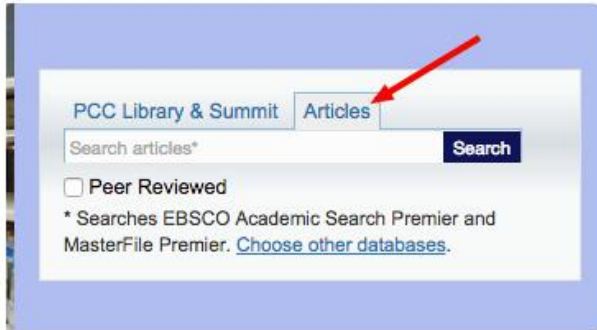 PCC Library & Summit Articles
Search articles* Search
Peer Reviewed
* Searches EBSCO Academic Search Premier and
MasterFile Premier. Choose other databases.